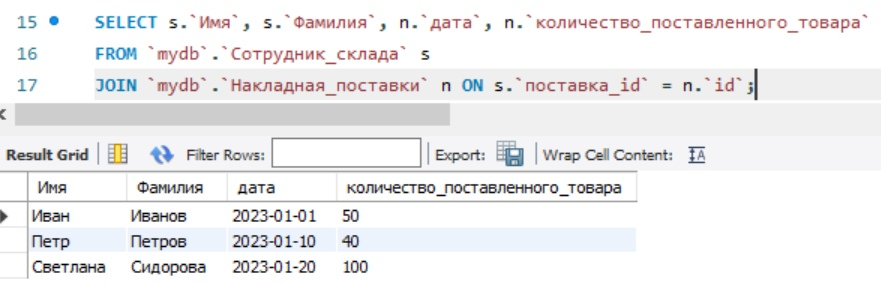 15 SELECT s.`Имя`, s.`Фамилия`, n.`дата`, n.`количество_поставленного_товара`
16 FROM `mydb`.`Сотрудник_склада` s
17 JOIN `mydb`.`Накладная_поставки` n ON s.`поставка_id` = n.`id`;
Result Grid Filter Rows: Export: Wrap Cell Content:
Имя Фамилия дата количество_поставленного_товара
Иван Иванов 2023-01-01 50
Петр Петров 2023-01-10 40
Светлана Сидорова 2023-01-20 100